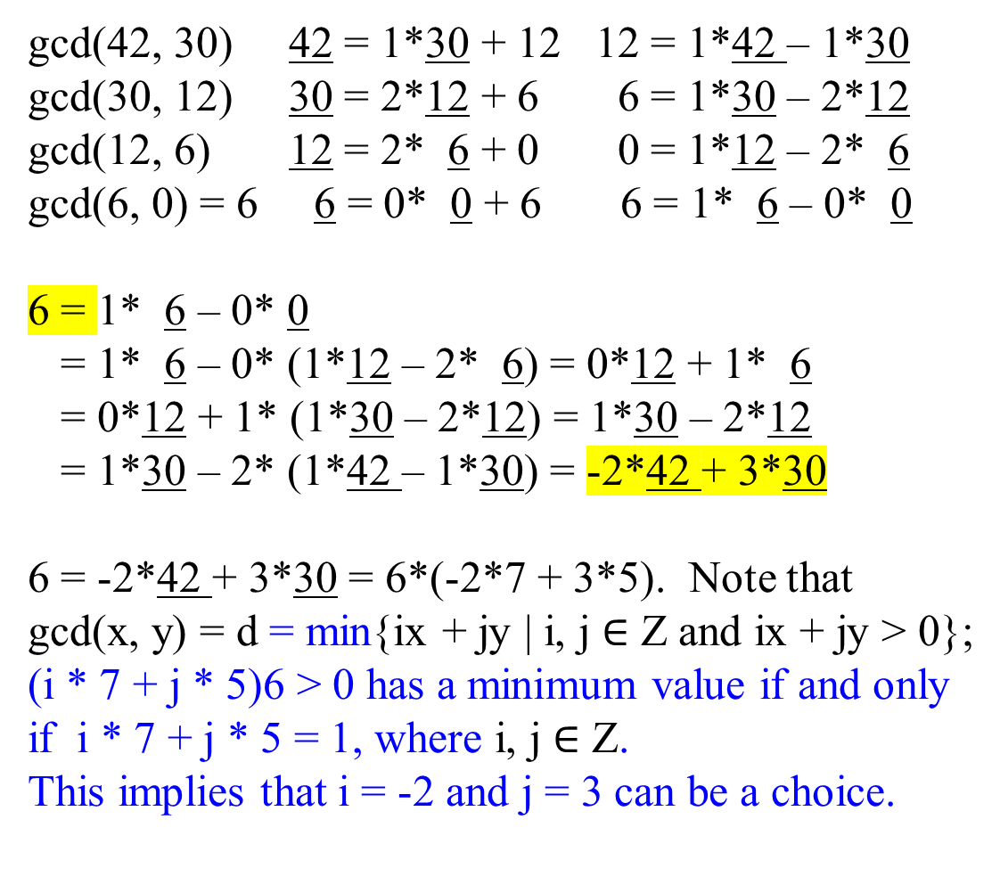 gcd(42, 30) 42 = 1*30 + 12 12 = 1*42 – 1*30
gcd(30, 12) 30 = 2*12 + 6 6 = 1*30 – 2*12
gcd(12, 6) 12 = 2* 6 + 0 0 = 1*12 – 2* 6
gcd(6, 0) = 6 6 = 0* 0 + 6 6 = 1* 6 – 0* 0
6 = 1* 6 – 0* 0
= 1* 6 – 0* (1*12 – 2* 6) = 0*12 + 1* 6
= 0*12 + 1* (1*30 – 2*12) = 1*30 – 2*12
= 1*30 – 2* (1*42 – 1*30) = -2*42 + 3*30
6 = -2*42 + 3*30 = 6*(-2*7 + 3*5). Note that
gcd(x, y) = d = min{ix + jy | i, j ∈ Z and ix + jy > 0};
(i * 7 + j * 5)6 > 0 has a minimum value if and only
if i * 7 + j * 5 = 1, where i, j ∈ Z.
This implies that i = -2 and j = 3 can be a choice.